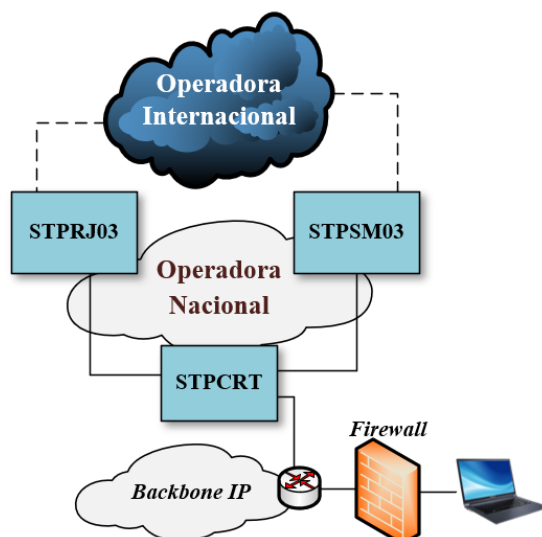 Operadora
Internacional
STPRJ03
STPSM03
Operadora
Nacional
STPCRT
Firewall
Backbone IP